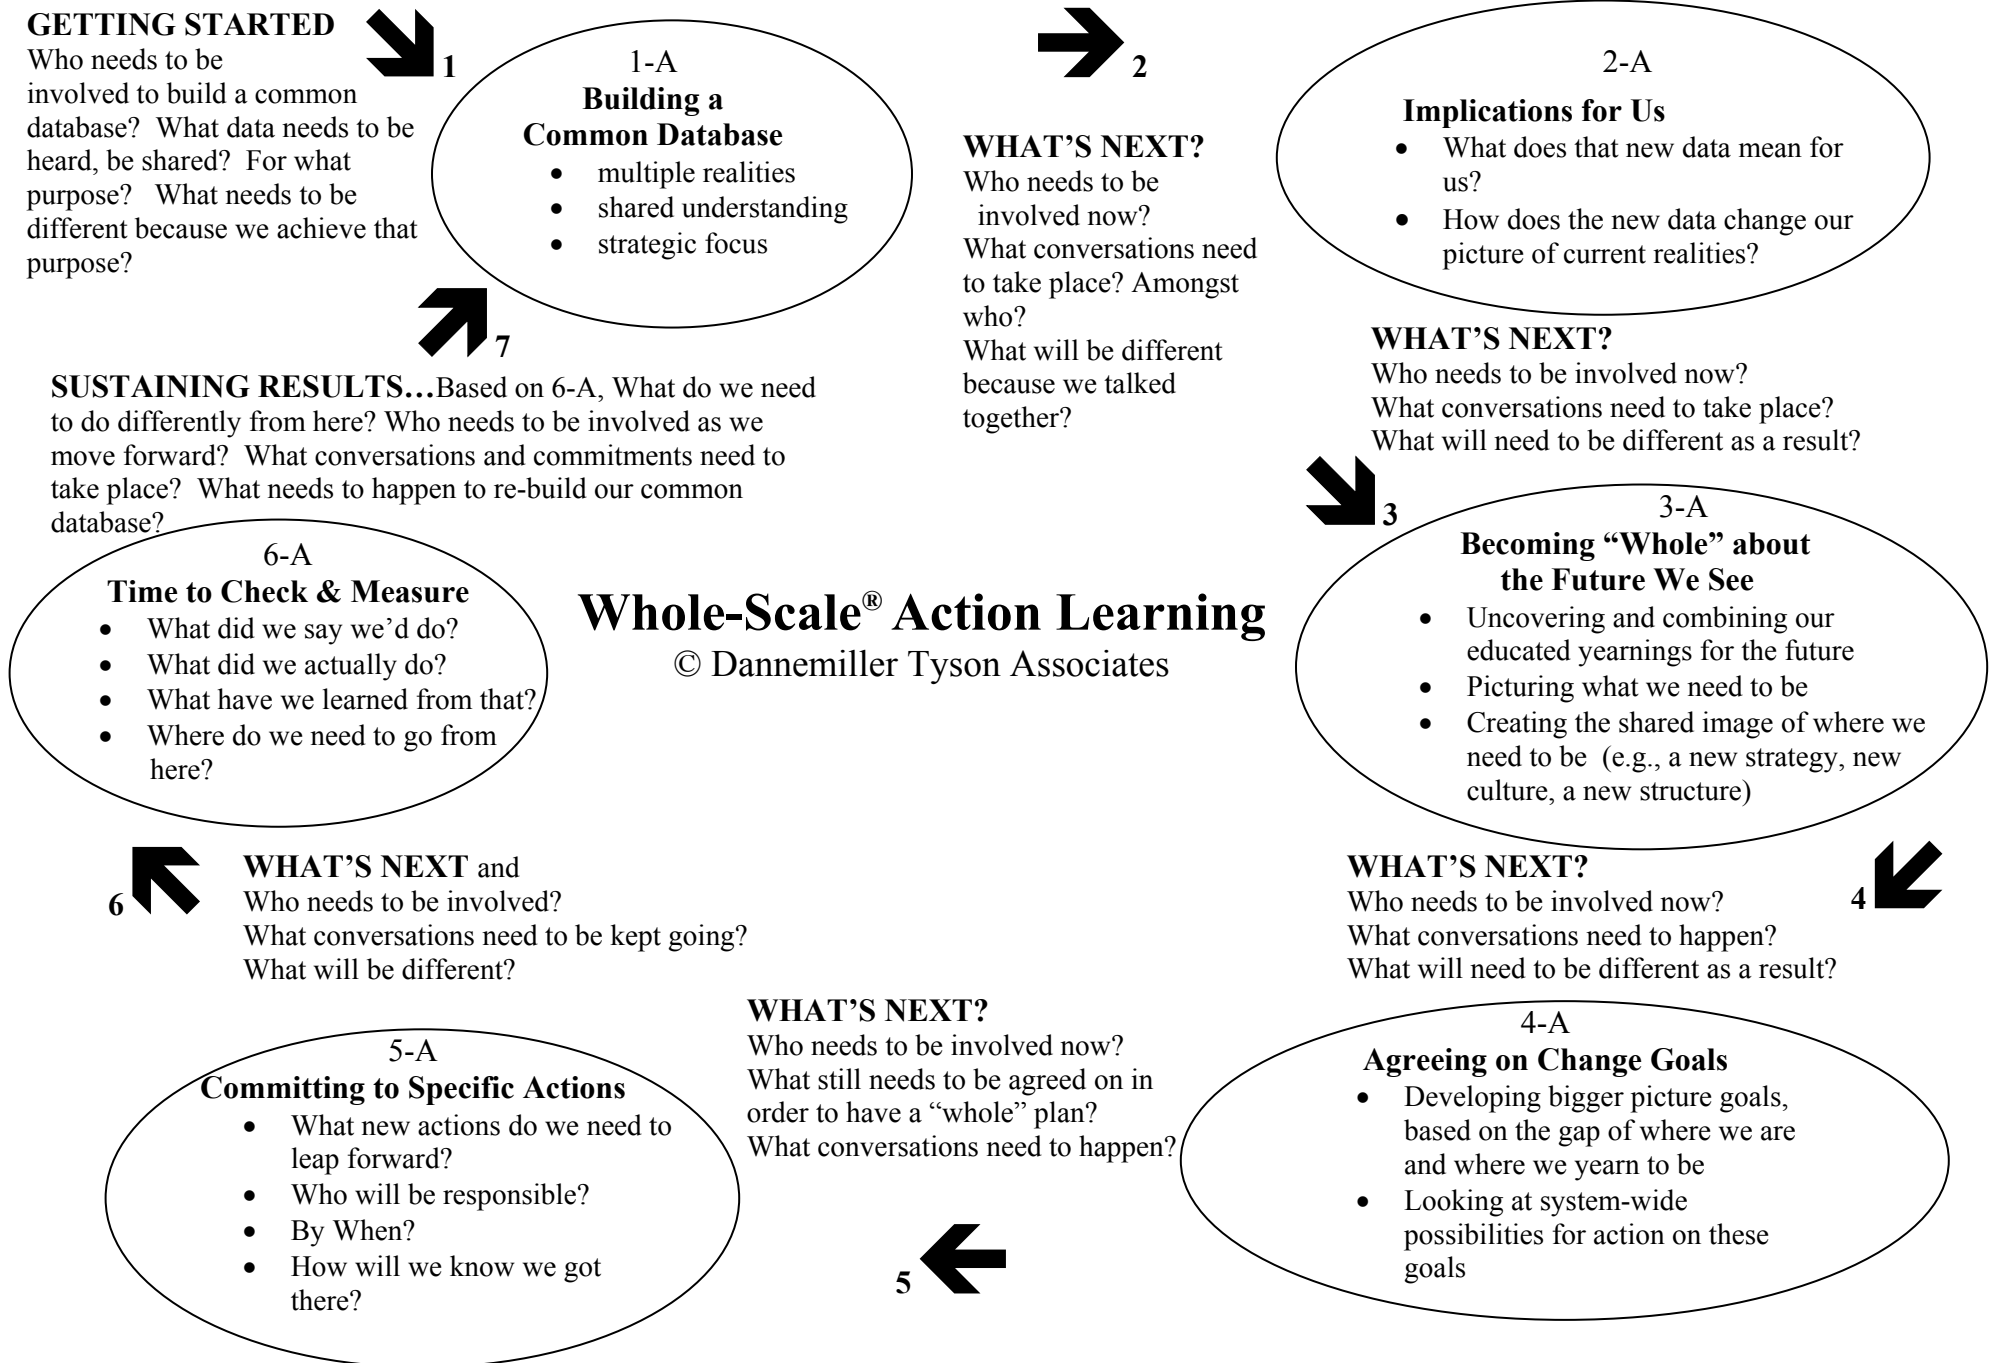 GETTING STARTED
Who needs to be
involved to build a common
database?  What data needs to be
heard, be shared?  For what
purpose?   What needs to be
different because we achieve that
purpose?
1
1-A
Building a
Common Database
• multiple realities
• shared understanding
• strategic focus
2
WHAT’S NEXT?
Who needs to be
involved now?
What conversations need
to take place? Amongst
who?
What will be different
because we talked
together?
2-A
Implications for Us
• What does that new data mean for
us?
• How does the new data change our
picture of current realities?
WHAT’S NEXT?
Who needs to be involved now?
What conversations need to take place?
What will need to be different as a result?
3
3-A
Becoming “Whole” about
the Future We See
• Uncovering and combining our
educated yearnings for the future
• Picturing what we need to be
• Creating the shared image of where we
need to be  (e.g., a new strategy, new
culture, a new structure)
WHAT’S NEXT?
Who needs to be involved now?
What conversations need to happen?
What will need to be different as a result?
4
4-A
Agreeing on Change Goals
• Developing bigger picture goals,
based on the gap of where we are
and where we yearn to be
• Looking at system-wide
possibilities for action on these
goals
WHAT’S NEXT?
Who needs to be involved now?
What still needs to be agreed on in
order to have a “whole” plan?
What conversations need to happen?
5
5-A
Committing to Specific Actions
• What new actions do we need to
leap forward?
• Who will be responsible?
• By When?
• How will we know we got
there?
WHAT’S NEXT and
Who needs to be involved?
What conversations need to be kept going?
What will be different?
6
6-A
Time to Check & Measure
• What did we say we’d do?
• What did we actually do?
• What have we learned from that?
• Where do we need to go from
here?
7
SUSTAINING RESULTS…Based on 6-A, What do we need
to do differently from here? Who needs to be involved as we
move forward?  What conversations and commitments need to
take place?  What needs to happen to re-build our common
database?
Whole-Scale® Action Learning
© Dannemiller Tyson Associates